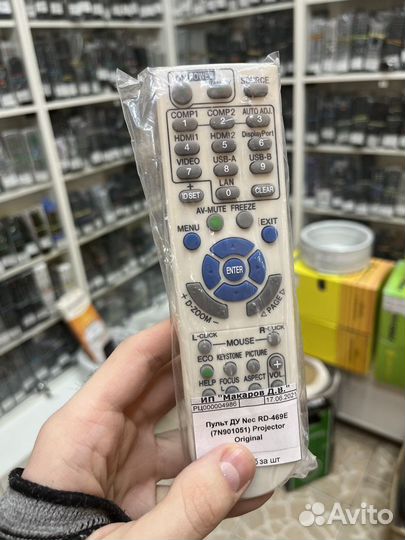 POWER
SOURCE
COMP1 COMP2 AUTO ADJ.
1 2 3
HDMI1 HDMI2 DisplayPort
4 5 6
VIDEO USB-A USB-B
7 8 9
LAN
ID SET 0 CLEAR
AV-MUTE FREEZE
MENU EXIT
ENTER
+ D-ZOOM − PAGE
L-CLICK MOUSE R-CLICK
ECO KEYSTONE PICTURE +
HELP FOCUS ASPECT VOL
ИП "Макаров Д.В."
РЦ000004986 17.06.2021
Пульт ДУ Nec RD-469E
(7N901051) Projector
Original
б за шт
Avito